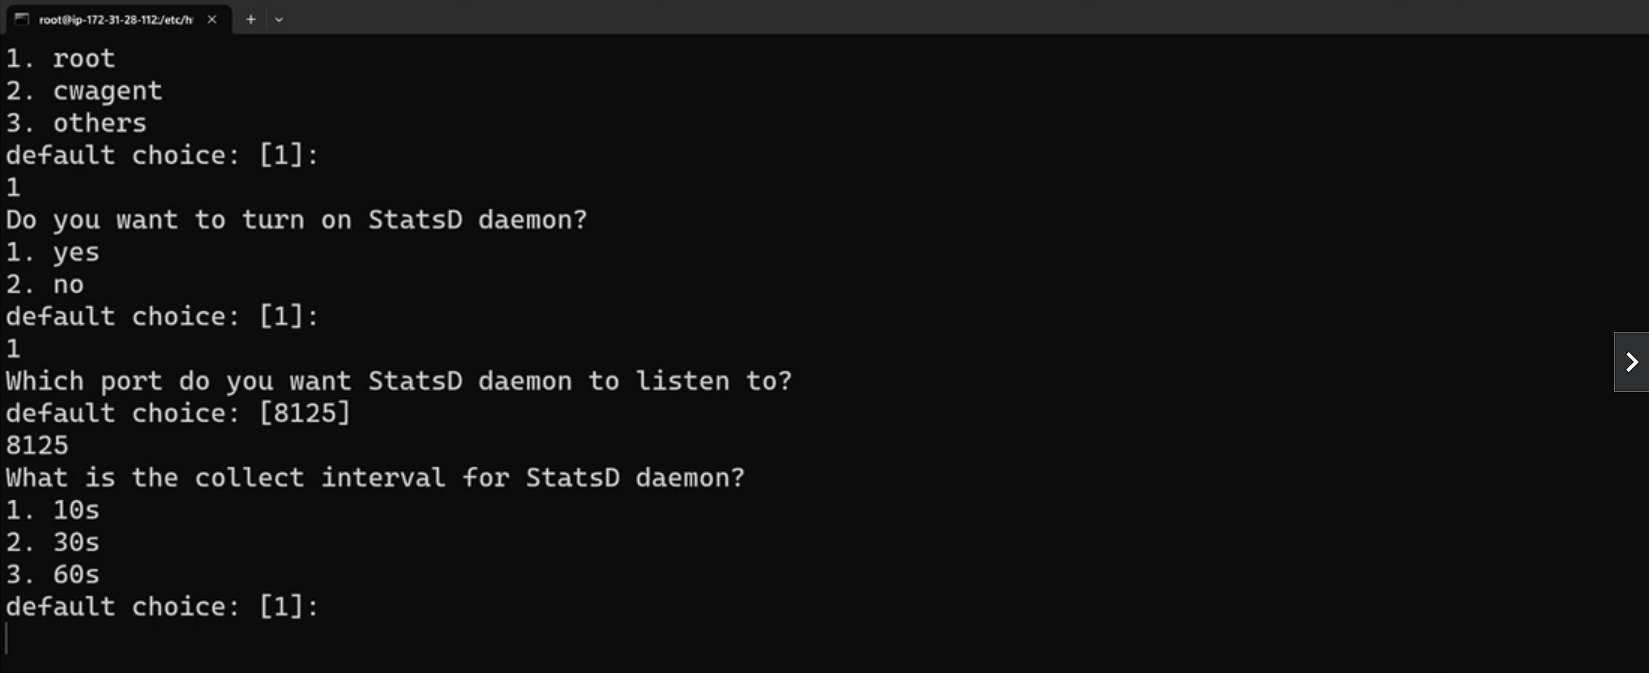 root@ip-172-31-28-112:/etc/h
1. root
2. cwagent
3. others
default choice: [1]:
1
Do you want to turn on StatsD daemon?
1. yes
2. no
default choice: [1]:
1
Which port do you want StatsD daemon to listen to?
default choice: [8125]
8125
What is the collect interval for StatsD daemon?
1. 10s
2. 30s
3. 60s
default choice: [1]: